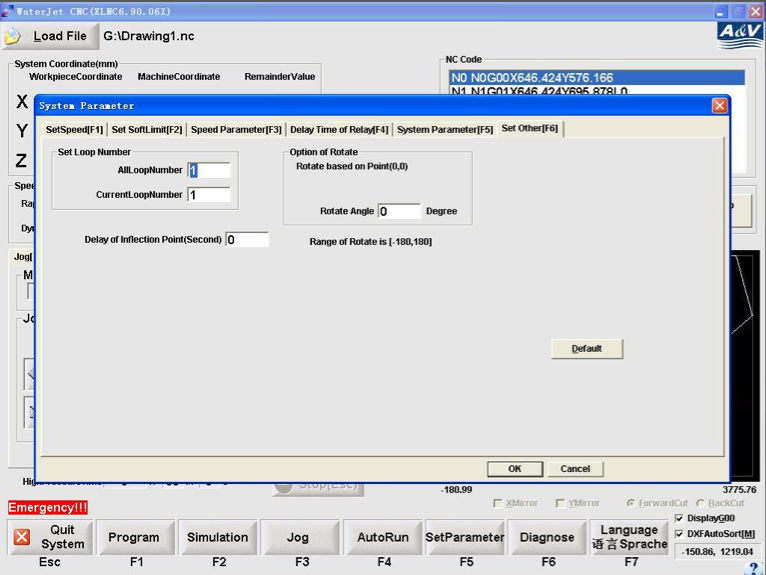 WaterJet CNC(XLNC6.90.06Z)
Load File G:\Drawing1.nc
A&V
System Coordinate(mm)
WorkpieceCoordinate MachineCoordinate RemainderValue
NC Code
N0 N0G00X646.424Y576.166
N1 N1G01X646.424Y695.878L0
X
Y
Z
System Parameter
SetSpeed[F1] Set SoftLimit[F2] Speed Parameter[F3] Delay Time of Relay[F4] System Parameter[F5] Set Other[F6]
Set Loop Number
AllLoopNumber 1
CurrentLoopNumber 1
Option of Rotate
Rotate based on Point(0,0)
Rotate Angle 0 Degree
Delay of Inflection Point(Second) 0
Range of Rotate is [-180,180]
Default
OK Cancel
Jog[
Stop(Esc)
-180.99 3775.76
Emergency!!!
XMirror YMirror ForwardCut BackCut
DisplayG00
DXFAutoSort[M]
-150.86, 1219.04
Quit System Program Simulation Jog AutoRun SetParameter Diagnose Language 语言Sprache
Esc F1 F2 F3 F4 F5 F6 F7